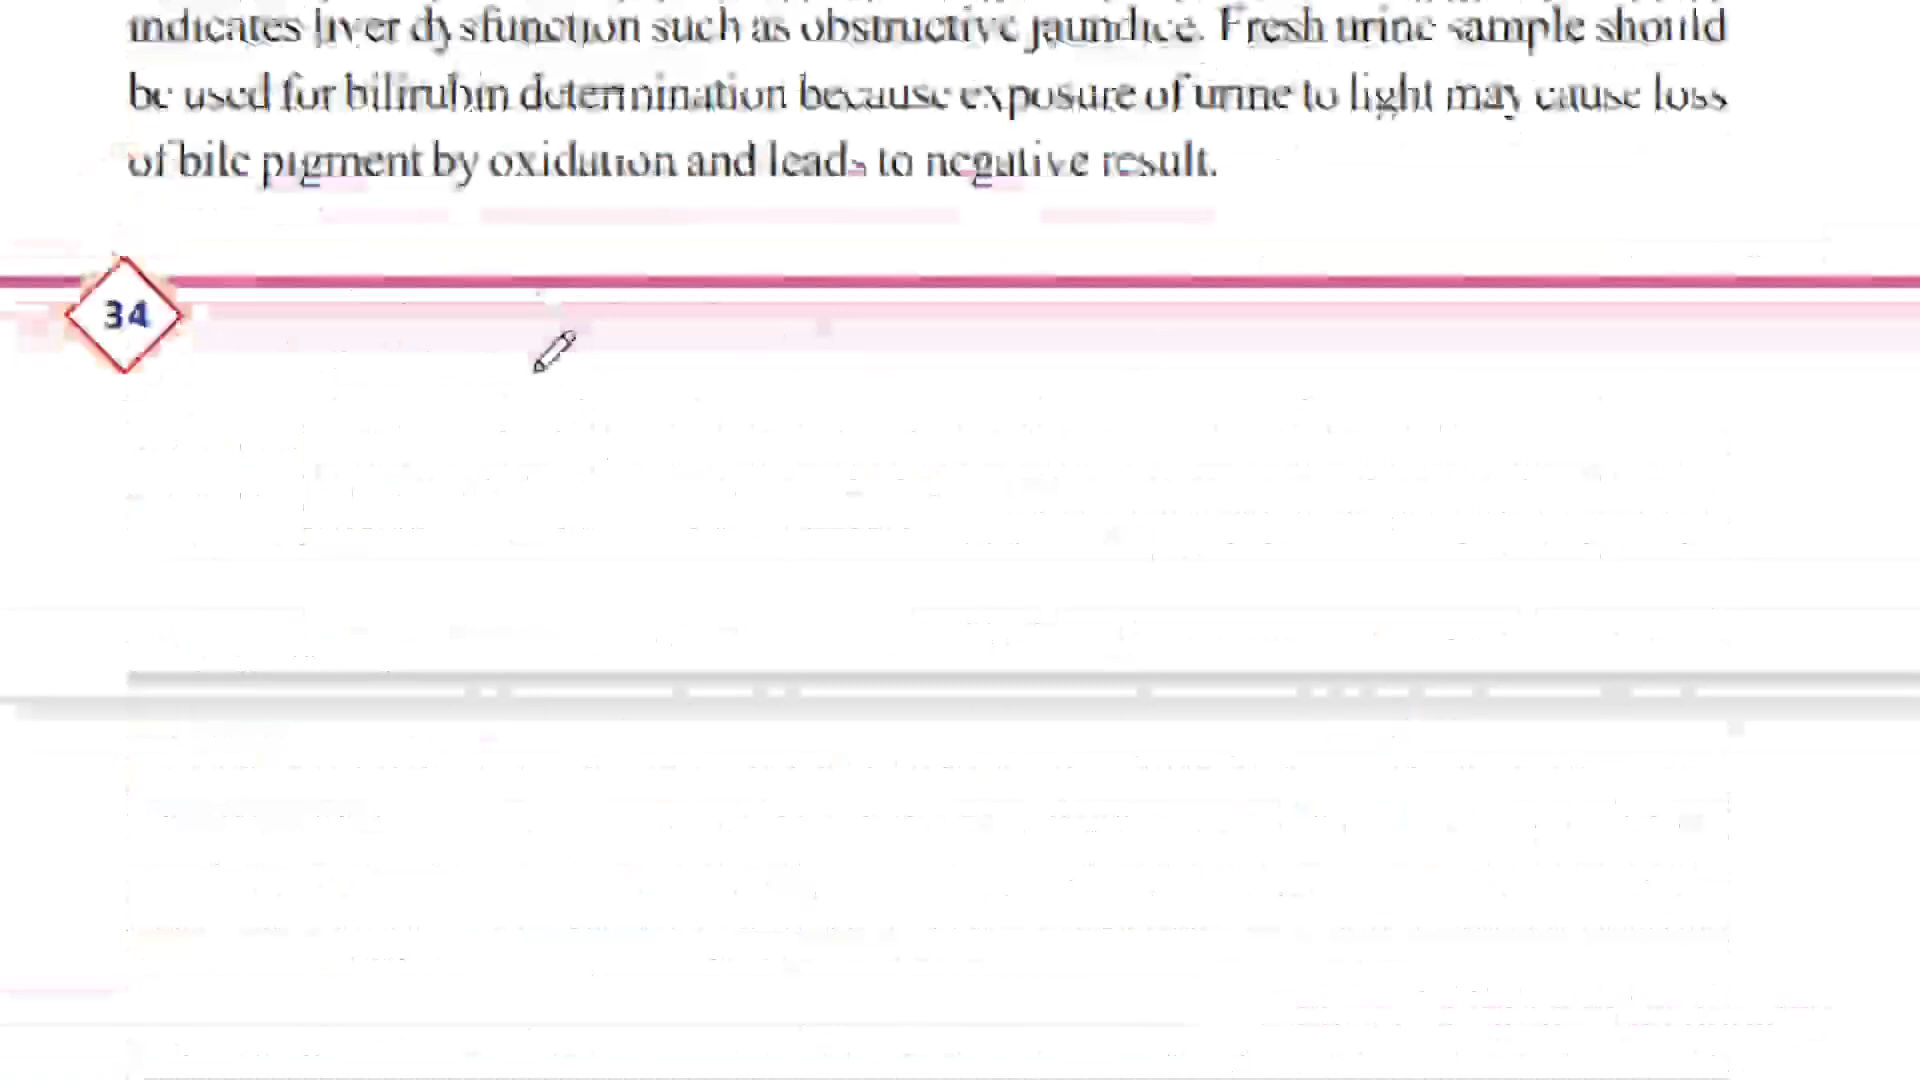 indicates liver dysfunction such as obstructive jaundice. Fresh urine sample should
be used for bilirubin determination because exposure of urine to light may cause loss
of bile pigment by oxidation and leads to negative result.
34